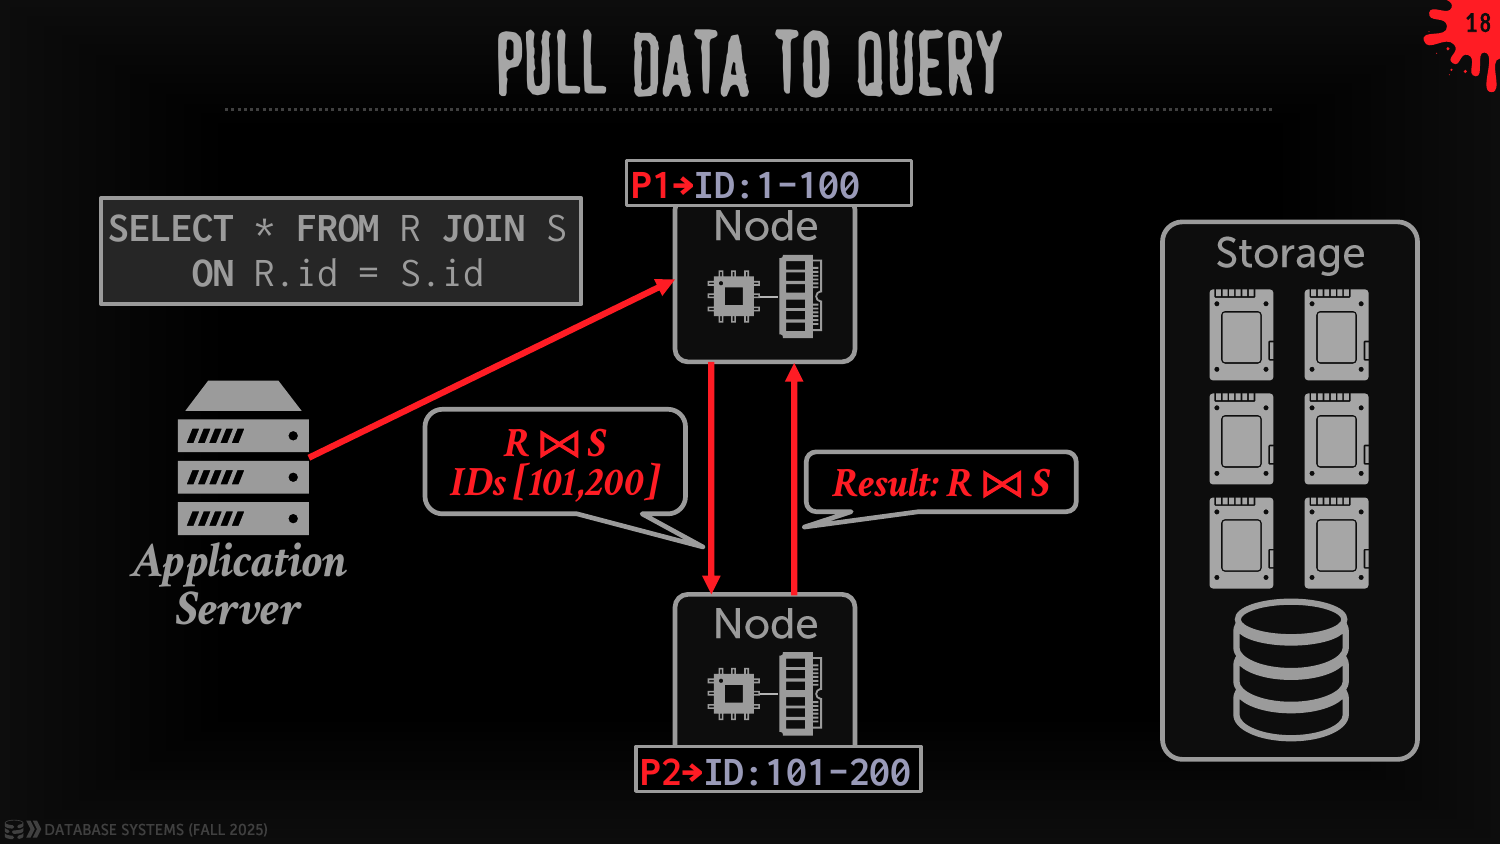 18
PULL DATA TO QUERY
P1→ID:1-100
SELECT * FROM R JOIN S
ON R.id = S.id
Node
Storage
R ⋈ S
IDs [101,200]
Result: R ⋈ S
Application
Server
Node
P2→ID:101-200
DATABASE SYSTEMS (FALL 2025)